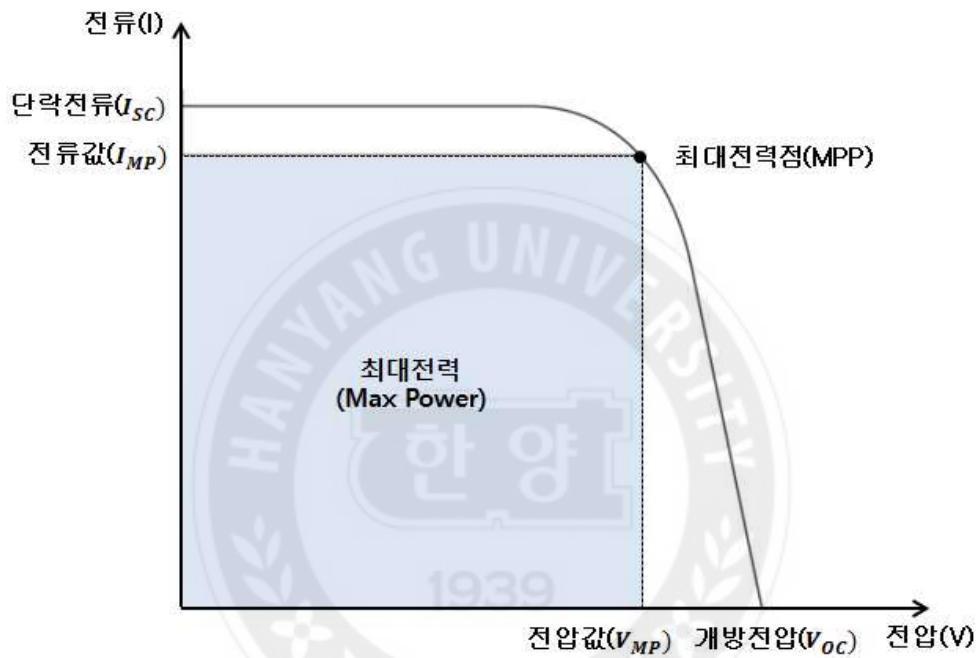 전류(I)
단락전류(I_SC)
전류값(I_MP)
최대전력점(MPP)
HANYANG UNIVERSITY
최대전력
(Max Power)
한양
1939
전압값(V_MP) 개방전압(V_OC) 전압(V)